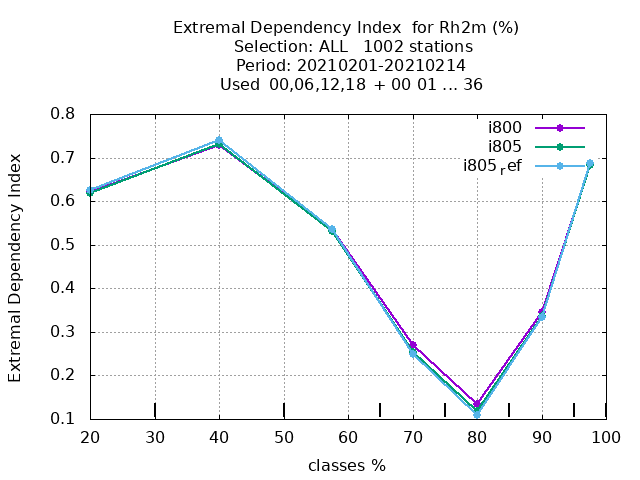 Extremal Dependency Index  for Rh2m (%)
Selection: ALL   1002 stations
Period: 20210201-20210214
Used  00,06,12,18  + 00 01 ... 36
0.8
0.7
0.6
0.5
0.4
0.3
0.2
0.1
Extremal Dependency Index
i800
i805
i805ref
20 30 40 50 60 70 80 90 100
classes %